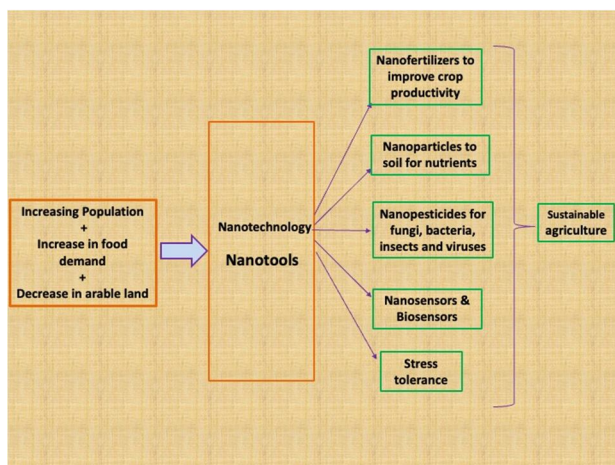 Increasing Population
+
Increase in food
demand
+
Decrease in arable land
Nanotechnology
Nanotools
Nanofertilizers to
improve crop
productivity
Nanoparticles to
soil for nutrients
Nanopesticides for
fungi, bacteria,
insects and viruses
Nanosensors &
Biosensors
Stress
tolerance
Sustainable
agriculture